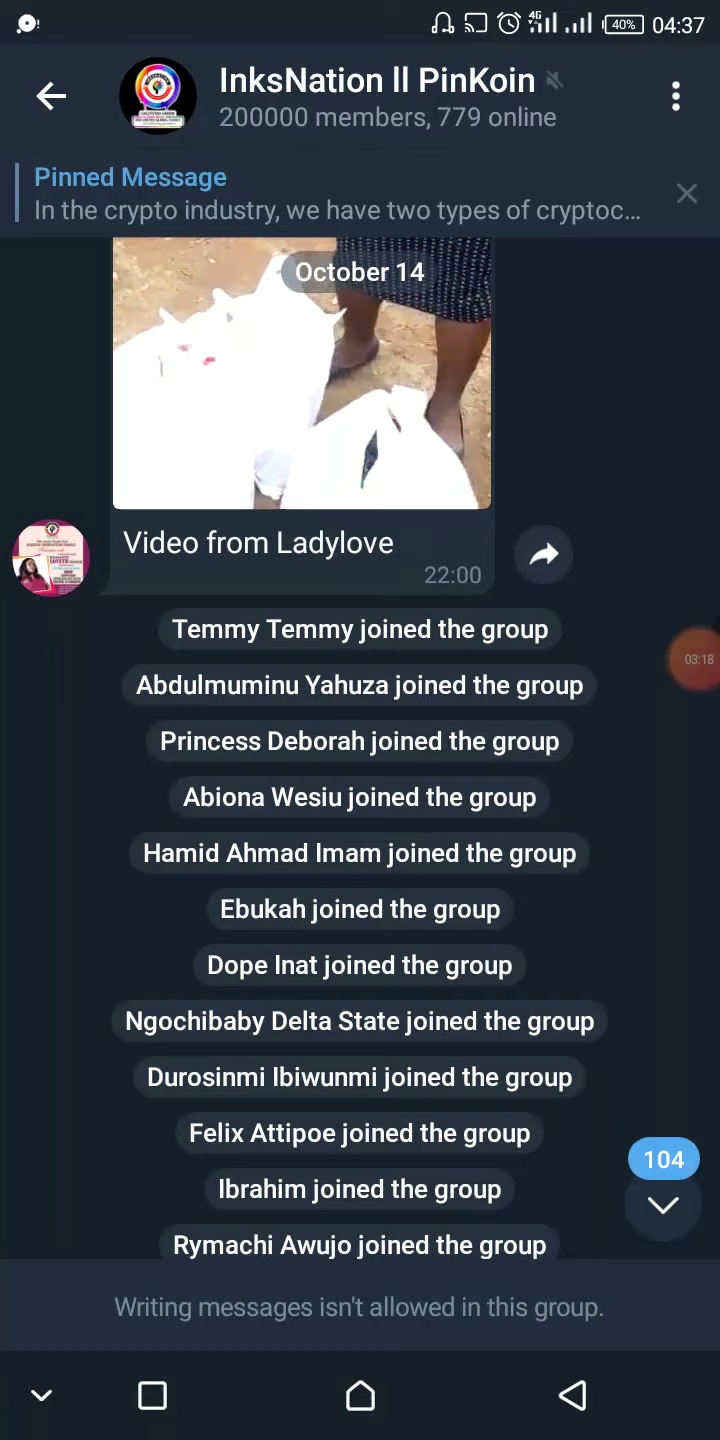 4G
40%
04:37
InksNation ll PinKoin
200000 members, 779 online
Pinned Message
In the crypto industry, we have two types of cryptoc...
October 14
Video from Ladylove
22:00
Temmy Temmy joined the group
03:18
Abdulmuminu Yahuza joined the group
Princess Deborah joined the group
Abiona Wesiu joined the group
Hamid Ahmad Imam joined the group
Ebukah joined the group
Dope Inat joined the group
Ngochibaby Delta State joined the group
Durosinmi Ibiwunmi joined the group
Felix Attipoe joined the group
104
Ibrahim joined the group
Rymachi Awujo joined the group
Writing messages isn't allowed in this group.